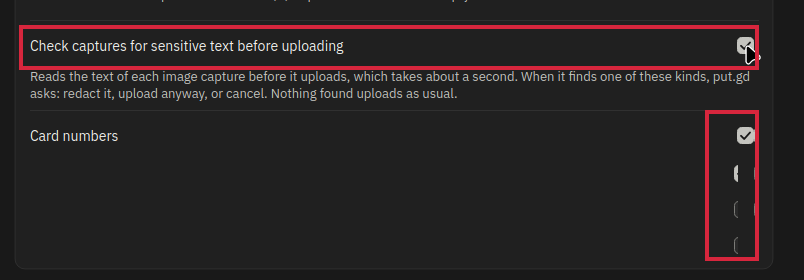 Check captures for sensitive text before uploading
Reads the text of each image capture before it uploads, which takes about a second. When it finds one of these kinds, put.gd
asks: redact it, upload anyway, or cancel. Nothing found uploads as usual.
Card numbers